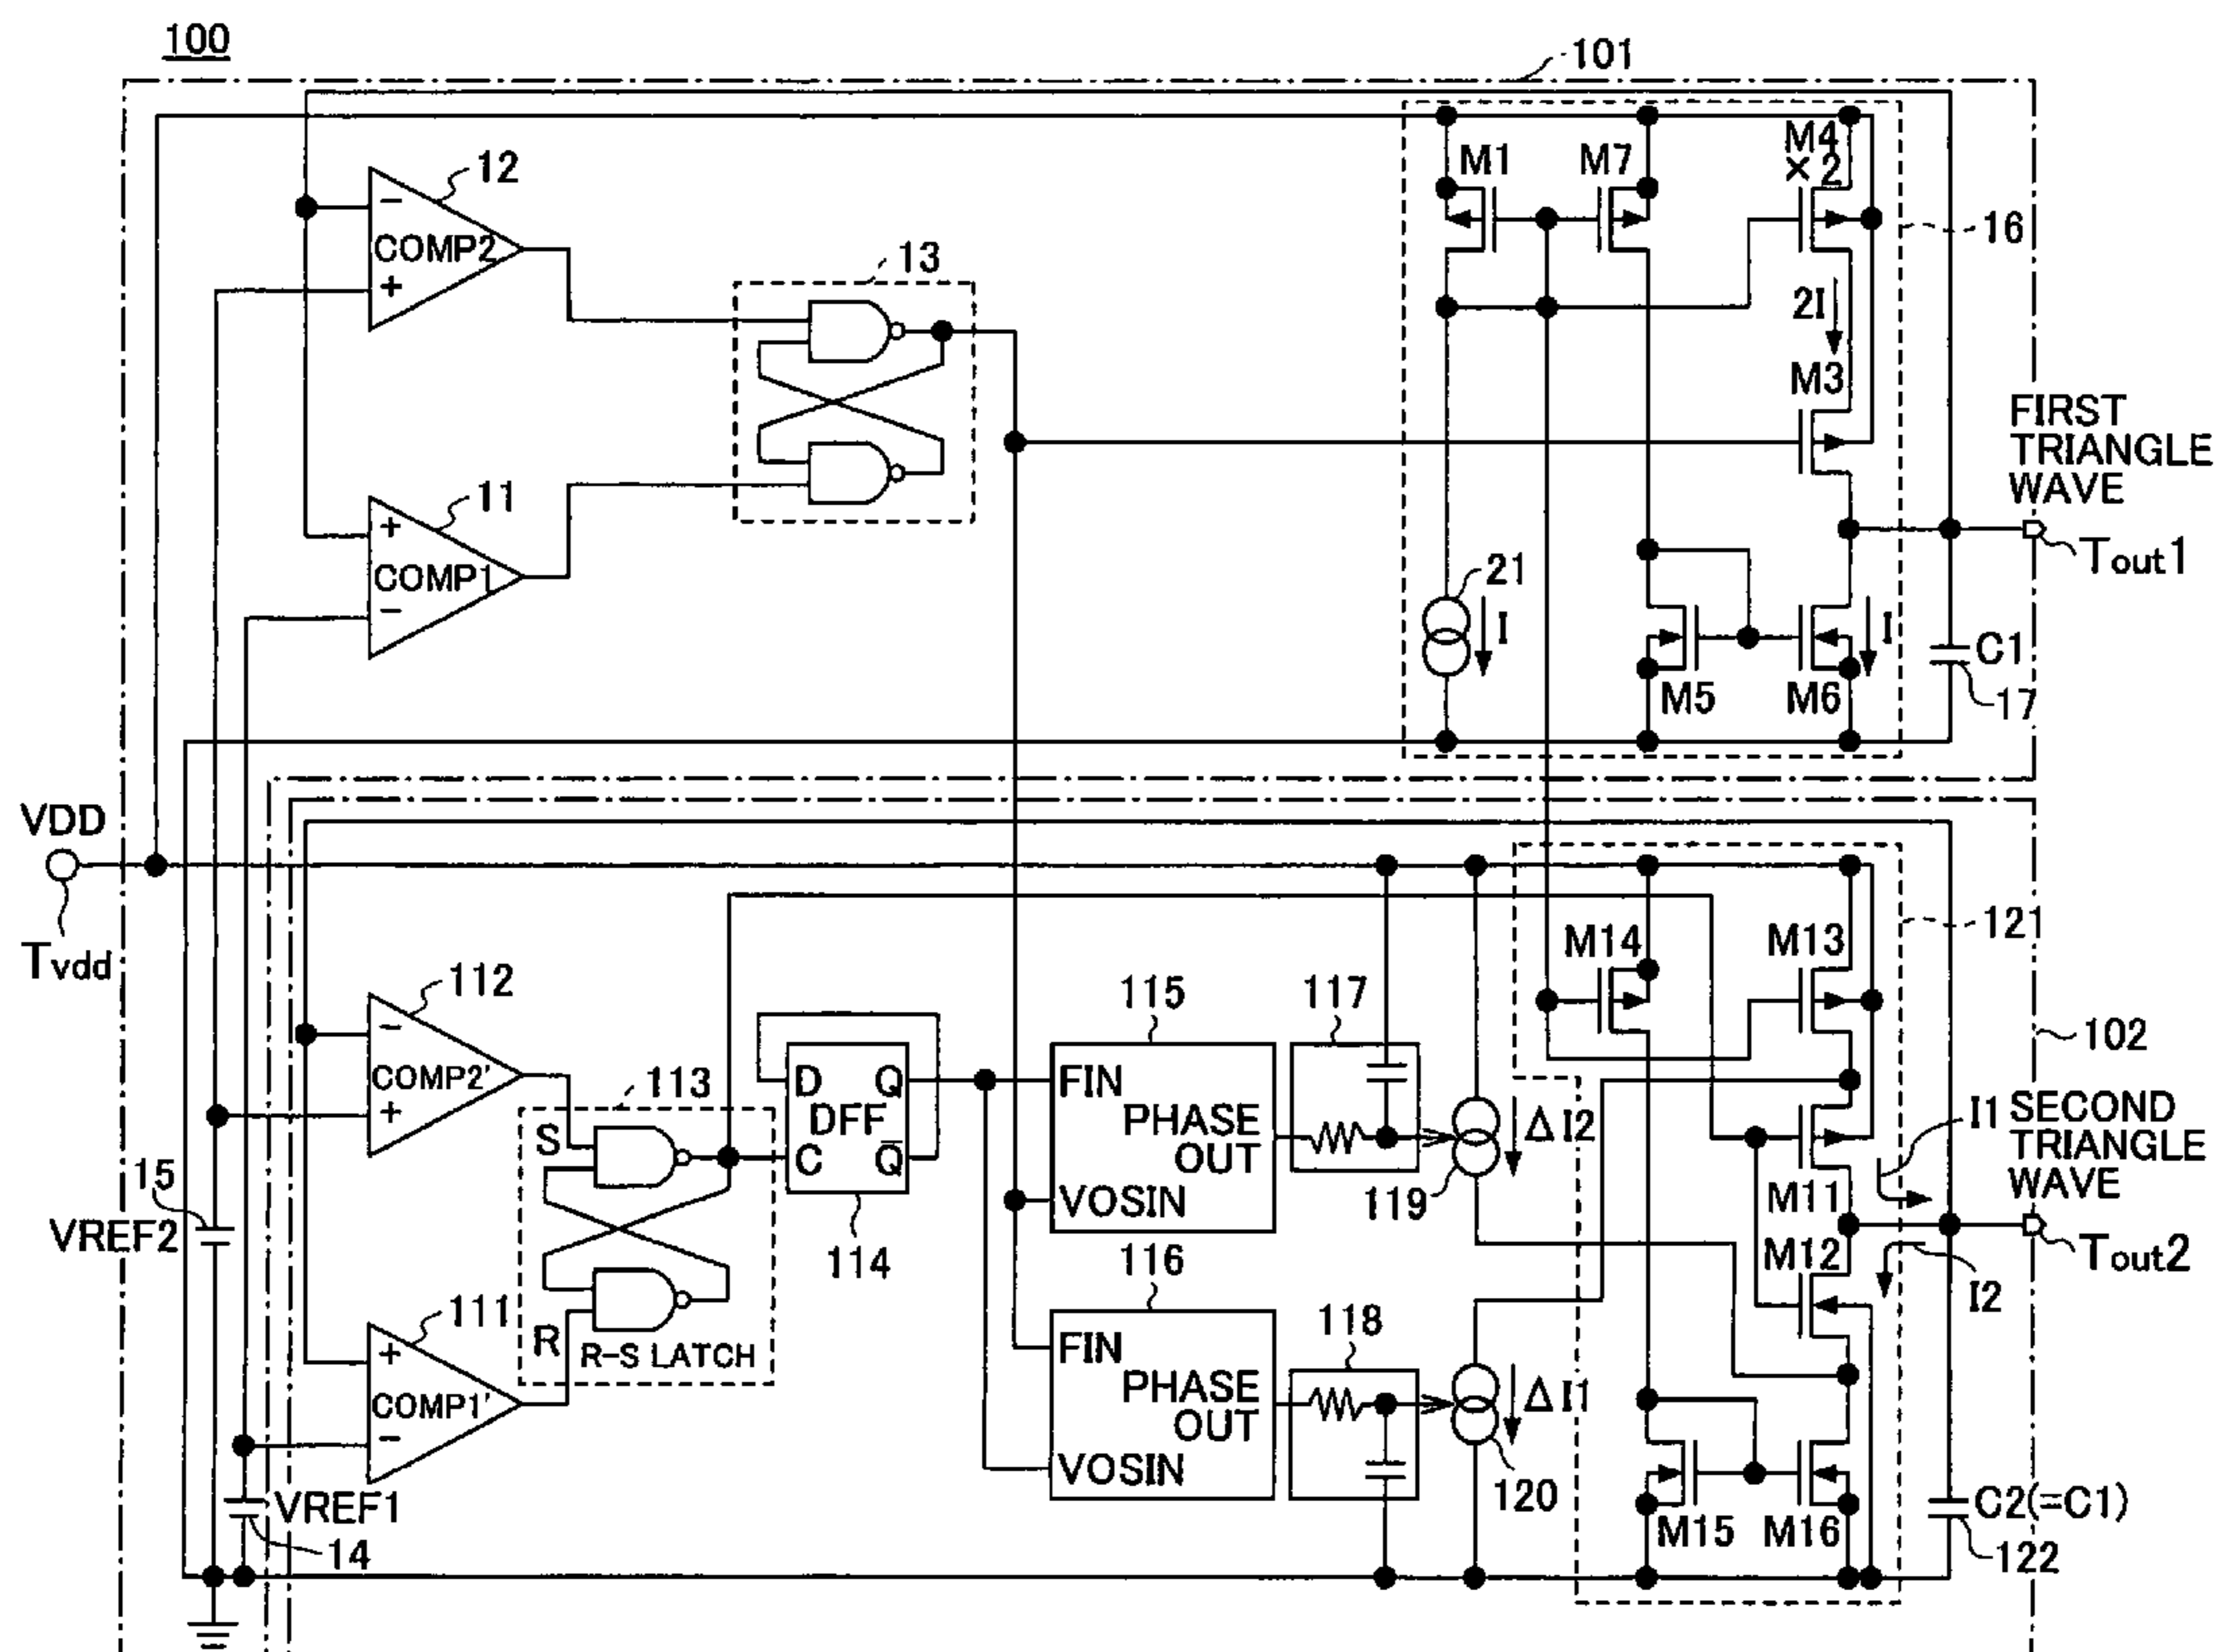 100
101
12
−
COMP2
+
13
M1
M7
M4
×2
16
2I
M3
FIRST
TRIANGLE
WAVE
11
+
COMP1
−
21
I
I
Tout1
C1
M5
M6
17
VDD
Tvdd
112
−
COMP2'
+
113
S
D Q
DFF
C Q̅
114
115
FIN
PHASE
OUT
VOSIN
117
ΔI2
119
M14
M13
121
102
I1
SECOND
TRIANGLE
WAVE
M11
15
VREF2
M12
Tout2
I2
111
+
COMP1'
−
R
R-S LATCH
116
FIN
PHASE
OUT
VOSIN
118
ΔI1
120
VREF1
14
M15
M16
C2(=C1)
122